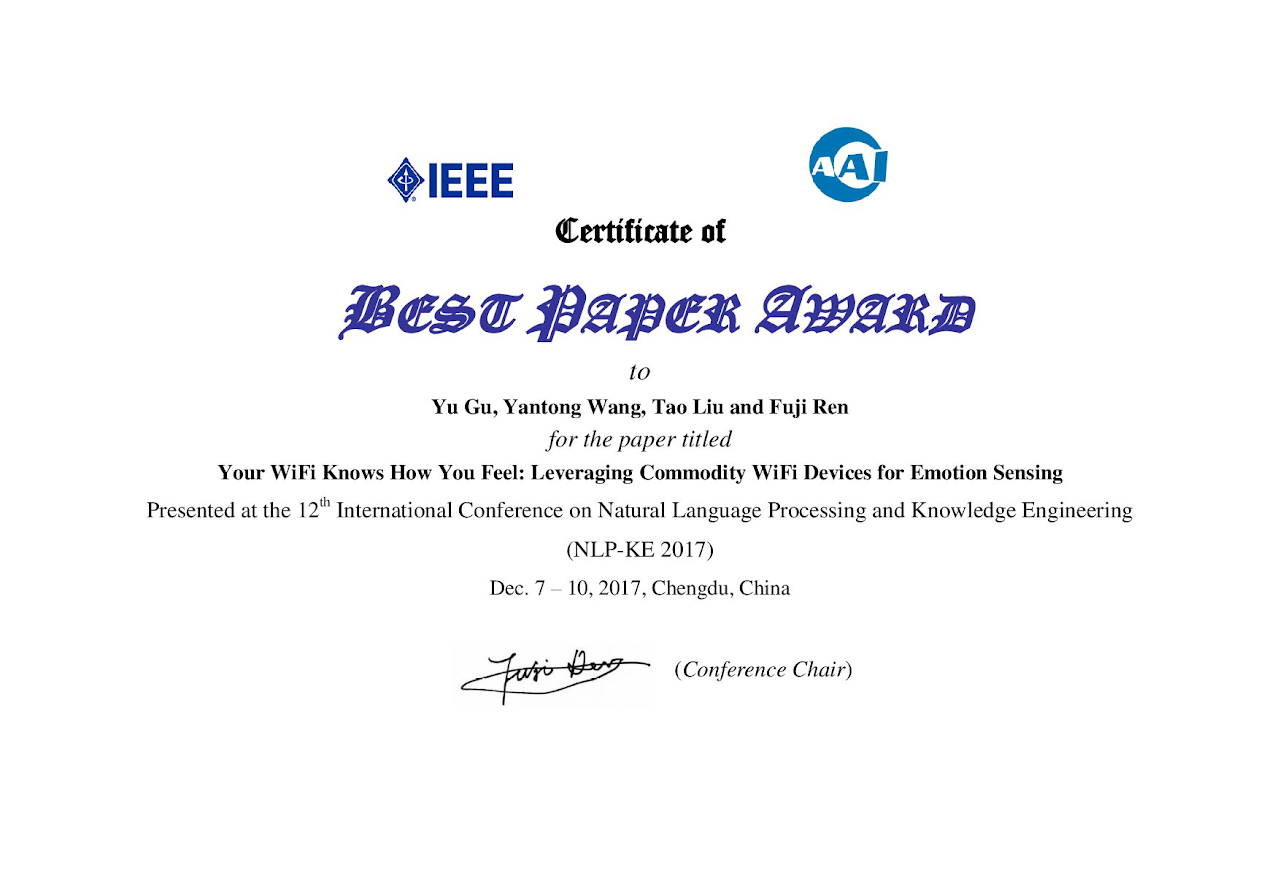 IEEE
AAI
Certificate of
BEST PAPER AWARD
to
Yu Gu, Yantong Wang, Tao Liu and Fuji Ren
for the paper titled
Your WiFi Knows How You Feel: Leveraging Commodity WiFi Devices for Emotion Sensing
Presented at the 12th International Conference on Natural Language Processing and Knowledge Engineering
(NLP-KE 2017)
Dec. 7 – 10, 2017, Chengdu, China
Fuji Ren (Conference Chair)